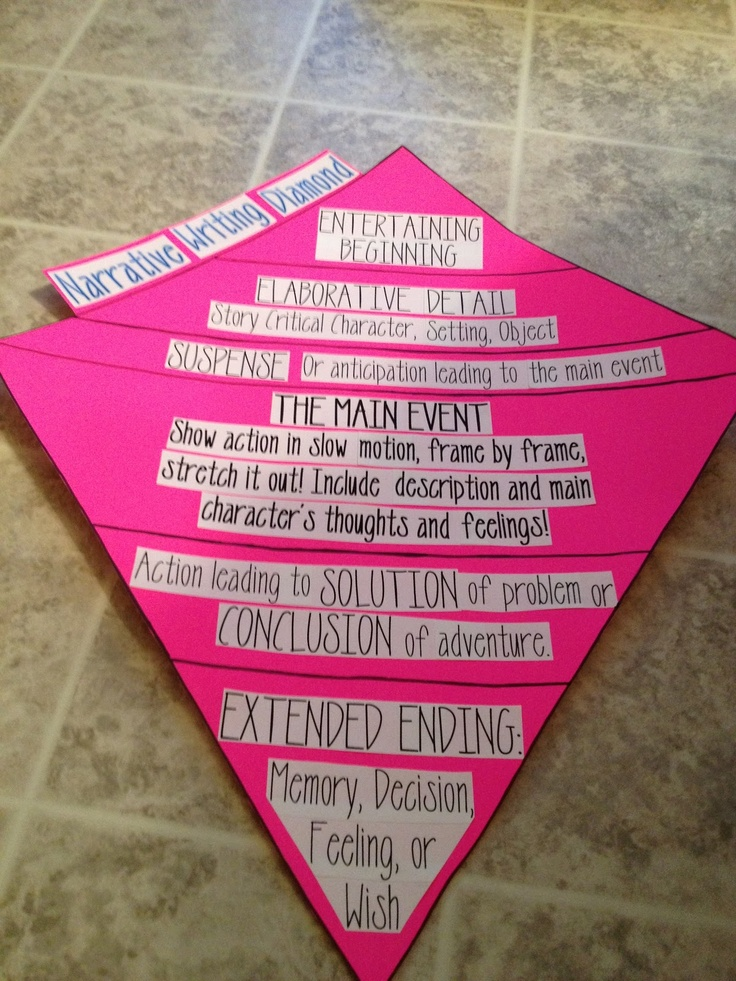 Narrative Writing Diamond
ENTERTAINING
BEGINNING
ELABORATIVE DETAIL
Story Critical Character, Setting, Object
SUSPENSE Or anticipation leading to the main event
THE MAIN EVENT
Show action in slow motion, frame by frame,
stretch it out! Include description and main
character's thoughts and feelings!
Action leading to SOLUTION of problem or
CONCLUSION of adventure.
EXTENDED ENDING:
Memory, Decision,
Feeling, or
Wish